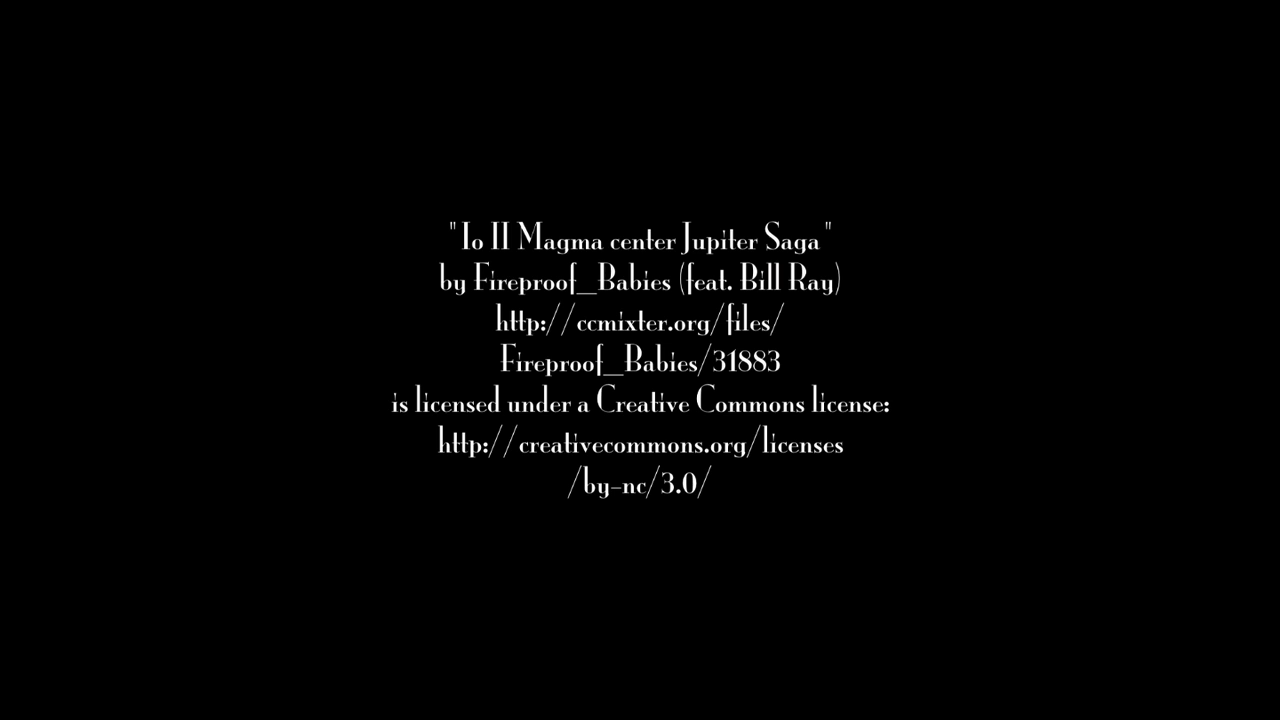 "Io II Magma center Jupiter Saga "
by Fireproof_Babies (feat. Bill Ray)
http://ccmixter.org/files/
Fireproof_Babies/31883
is licensed under a Creative Commons license:
http://creativecommons.org/licenses
/by-nc/3.0/